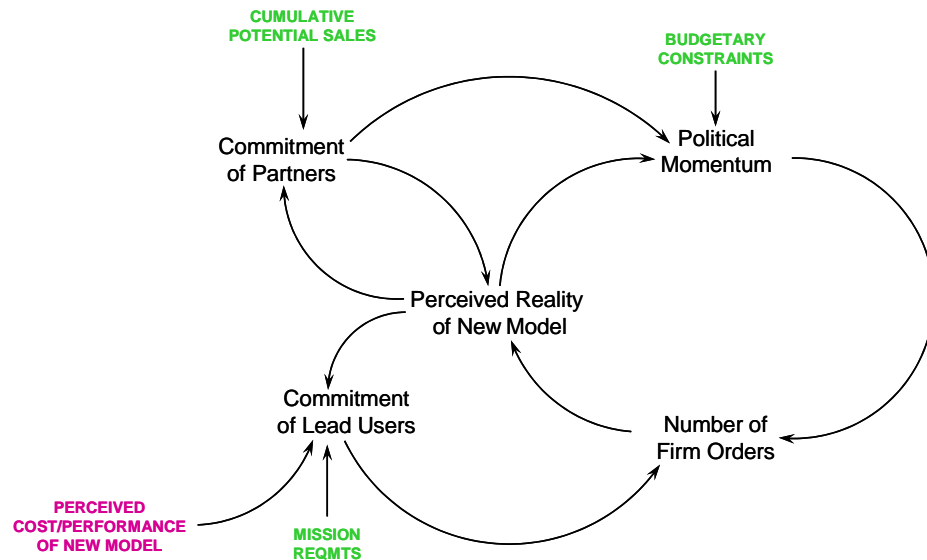 CUMULATIVE
POTENTIAL SALES
BUDGETARY
CONSTRAINTS
Commitment
of Partners
Political
Momentum
Perceived Reality
of New Model
Commitment
of Lead Users
Number of
Firm Orders
PERCEIVED
COST/PERFORMANCE
OF NEW MODEL
MISSION
REQMTS